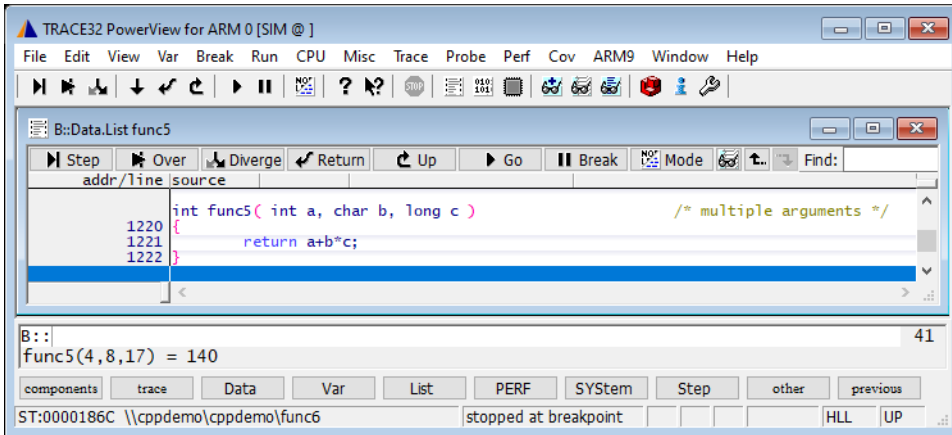 TRACE32 PowerView for ARM 0 [SIM @ ]
File Edit View Var Break Run CPU Misc Trace Probe Perf Cov ARM9 Window Help
B::Data.List func5
Step Over Diverge Return Up Go Break Mode t.. Find:
addr/line source
int func5( int a, char b, long c ) /* multiple arguments */
1220 {
1221 return a+b*c;
1222 }
B:: 41
func5(4,8,17) = 140
components trace Data Var List PERF SYStem Step other previous
ST:0000186C \\cppdemo\cppdemo\func6 stopped at breakpoint HLL UP